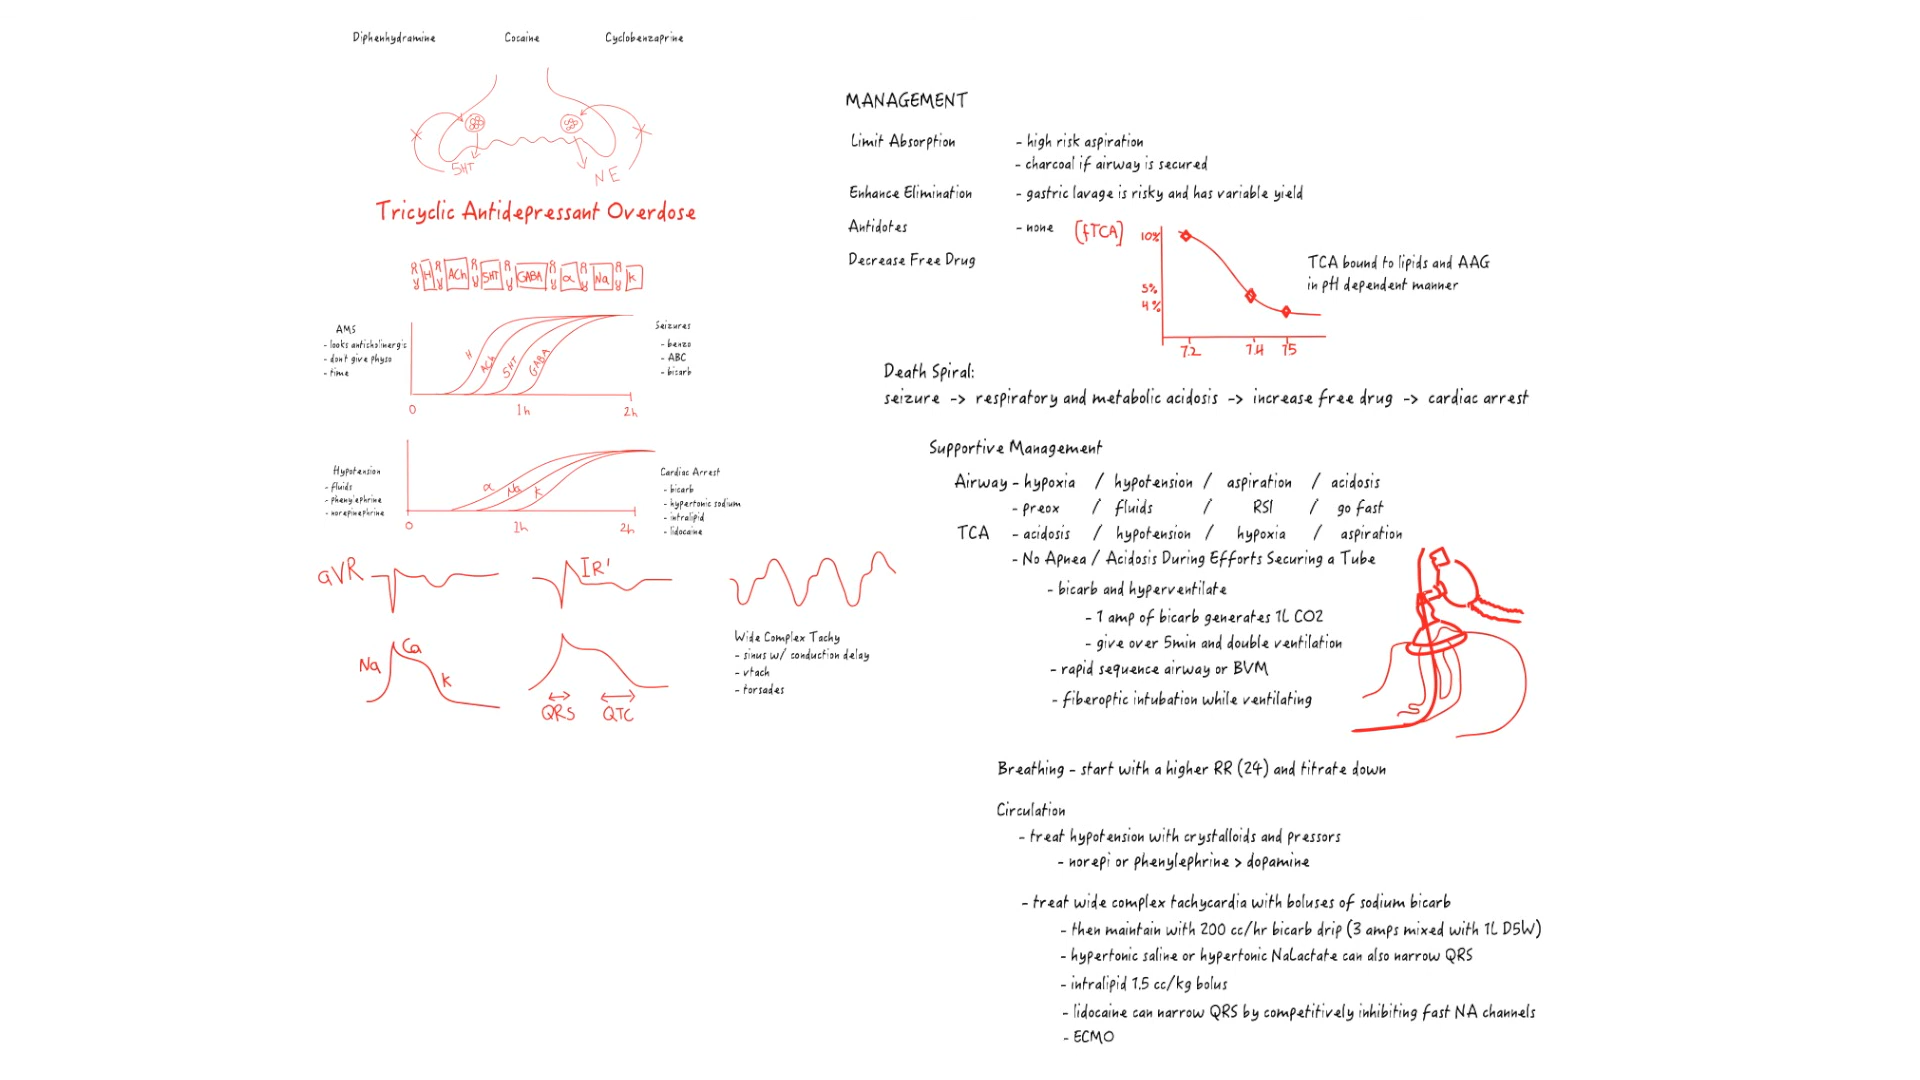 Diphenhydramine Cocaine Cyclobenzaprine
5HT
NE
Tricyclic Antidepressant Overdose
H ACh 5HT GABA α Na K
AMS
- looks antiholinergic
- don't give physo
- time
H ACh 5HT GABA
0 1h 2h
Seizures
- benzo
- ABC
- bicarb
Hypotension
- fluids
- phenylephrine
- norepinephrine
α Na K
0 1h 2h
Cardiac Arrest
- bicarb
- hypertonic sodium
- intralipid
- lidocaine
aVR
IR'
Na Ca K
QRS QTC
Wide Complex Tachy
- sinus w/ conduction delay
- vtach
- torsades
MANAGEMENT
Limit Absorption - high risk aspiration
- charcoal if airway is secured
Enhance Elimination - gastric lavage is risky and has variable yield
Antidotes - none
Decrease Free Drug
[fTCA]
10%
5%
4%
7.2 7.4 7.5
TCA bound to lipids and AAG
in pH dependent manner
Death Spiral:
seizure -> respiratory and metabolic acidosis -> increase free drug -> cardiac arrest
Supportive Management
Airway - hypoxia / hypotension / aspiration / acidosis
- preox / fluids / RSI / go fast
TCA - acidosis / hypotension / hypoxia / aspiration
- No Apnea / Acidosis During Efforts Securing a Tube
- bicarb and hyperventilate
- 1 amp of bicarb generates 1L CO2
- give over 5min and double ventilation
- rapid sequence airway or BVM
- fiberoptic intubation while ventilating
Breathing - start with a higher RR (24) and titrate down
Circulation
- treat hypotension with crystalloids and pressors
- norepi or phenylephrine > dopamine
- treat wide complex tachycardia with boluses of sodium bicarb
- then maintain with 200 cc/hr bicarb drip (3 amps mixed with 1L D5W)
- hypertonic saline or hypertonic NaLactate can also narrow QRS
- intralipid 1.5 cc/kg bolus
- lidocaine can narrow QRS by competitively inhibiting fast NA channels
- ECMO